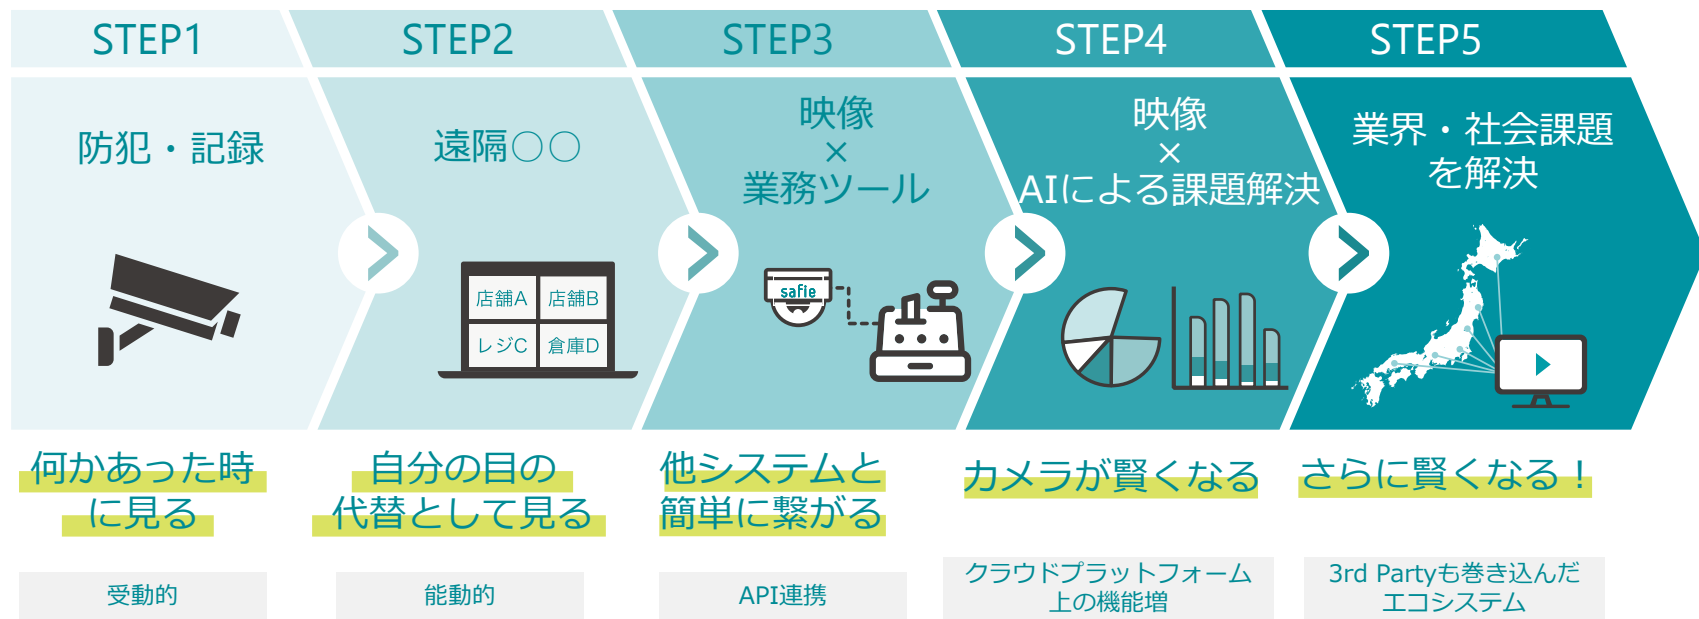 STEP1
STEP2
STEP3
STEP4
STEP5
防犯・記録
遠隔○○
店舗A
店舗B
レジC
倉庫D
映像
×
業務ツール
safie
映像
×
AIによる課題解決
業界・社会課題
を解決
何かあった時
に見る
自分の目の
代替として見る
他システムと
簡単に繋がる
カメラが賢くなる
さらに賢くなる！
受動的
能動的
API連携
クラウドプラットフォーム
上の機能増
3rd Partyも巻き込んだ
エコシステム